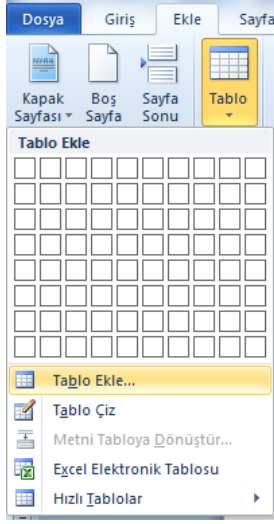 Dosya Giriş Ekle Sayfa
Kapak Sayfası Boş Sayfa Sayfa Sonu Tablo
Tablo Ekle
Tablo Ekle...
Tablo Çiz
Metni Tabloya Dönüştür...
Excel Elektronik Tablosu
Hızlı Tablolar